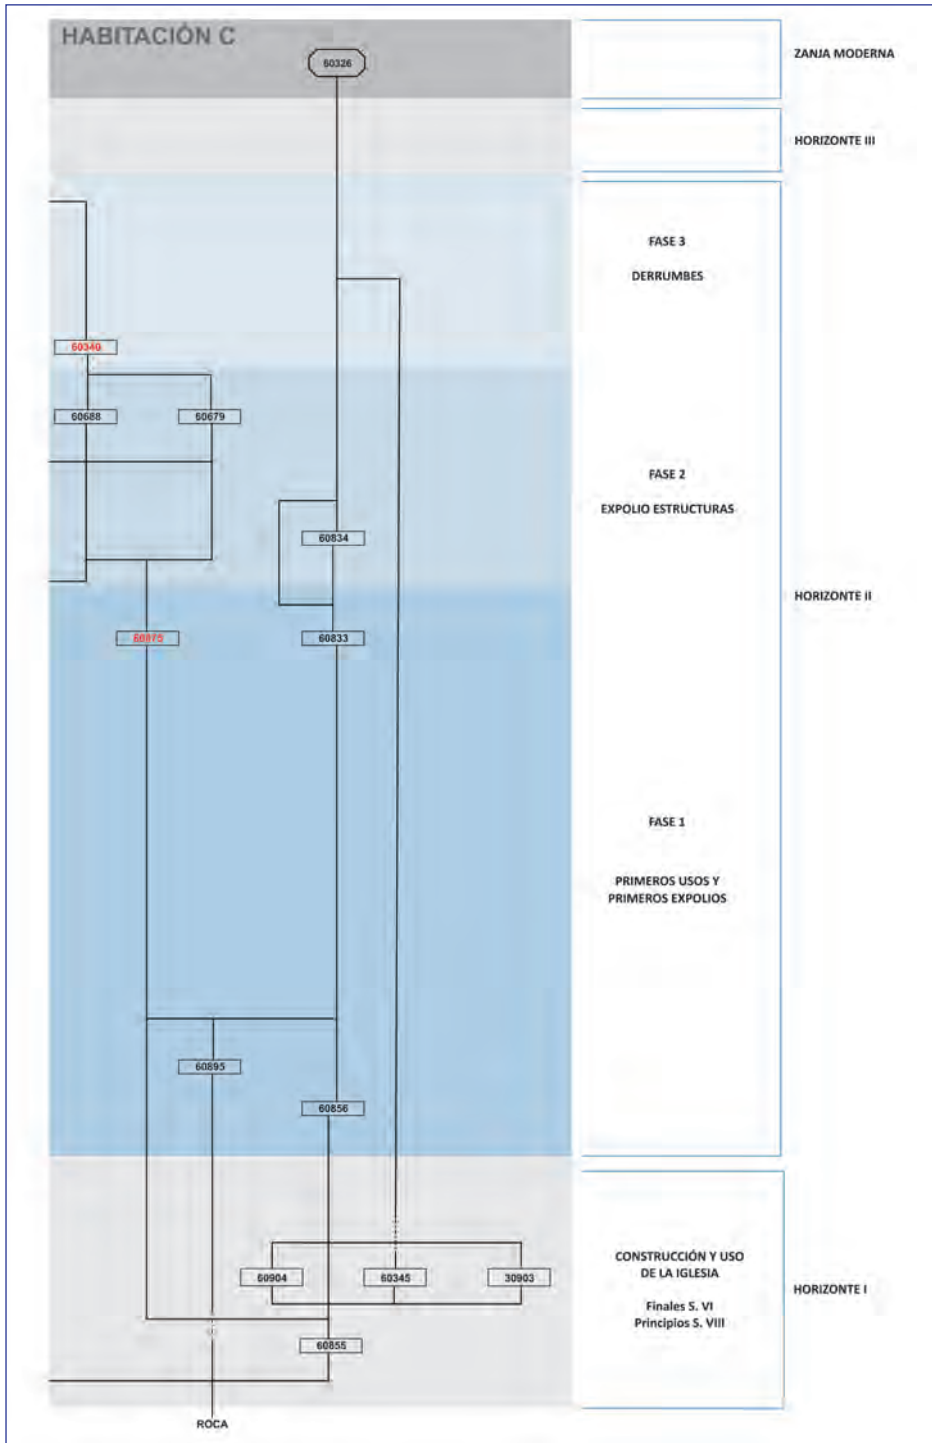 HABITACIÓN C
60326
ZANJA MODERNA
HORIZONTE III
FASE 3
DERRUMBES
60340
60688
60679
FASE 2
EXPOLIO ESTRUCTURAS
60834
HORIZONTE II
60875
60833
FASE 1
PRIMEROS USOS Y
PRIMEROS EXPOLIOS
60895
60856
60904
60345
30903
CONSTRUCCIÓN Y USO
DE LA IGLESIA
Finales S. VI
Principios S. VIII
HORIZONTE I
60855
ROCA